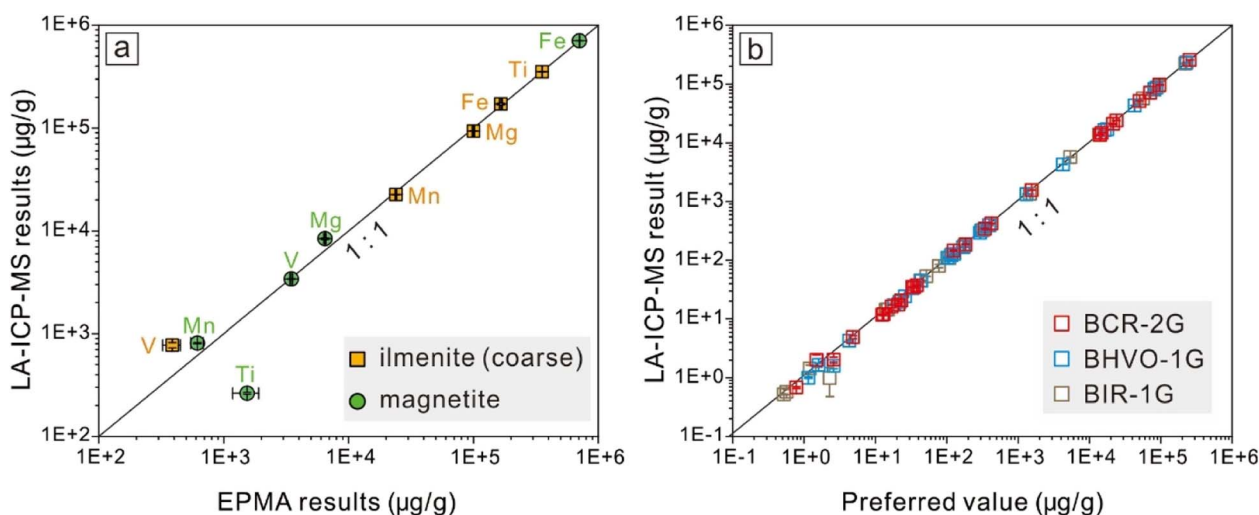 a
LA-ICP-MS results (µg/g)
1E+6
1E+5
1E+4
1E+3
1E+2
Fe
Ti
Fe
Mg
Mn
Mg
1 : 1
V
Mn
V
Ti
ilmenite (coarse)
magnetite
1E+2 1E+3 1E+4 1E+5 1E+6
EPMA results (µg/g)
b
LA-ICP-MS result (µg/g)
1E+6
1E+5
1E+4
1E+3
1E+2
1E+1
1E+0
1E-1
1 : 1
BCR-2G
BHVO-1G
BIR-1G
1E-1 1E+0 1E+1 1E+2 1E+3 1E+4 1E+5 1E+6
Preferred value (µg/g)